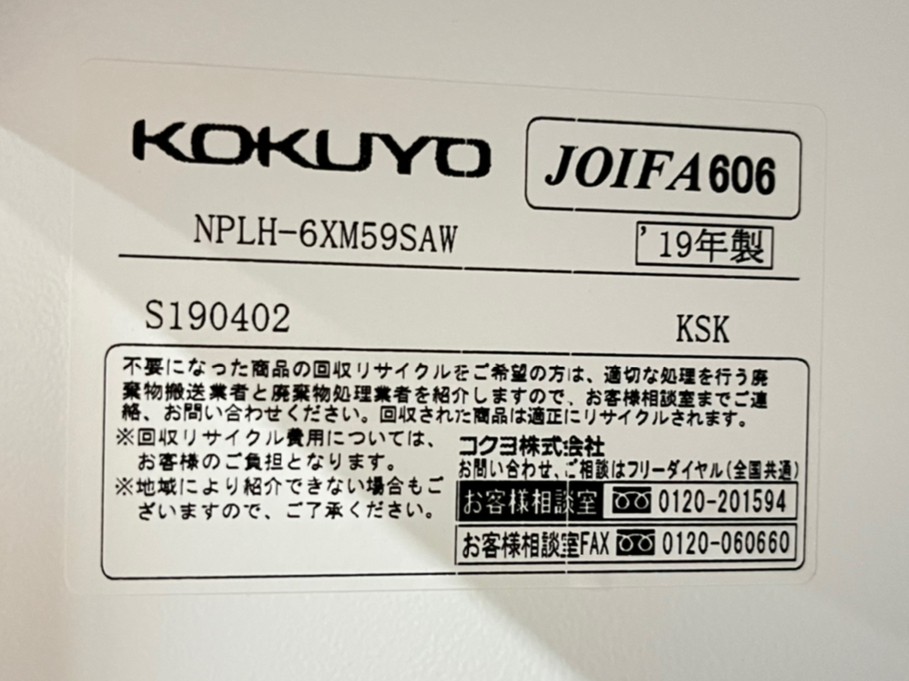 KOKUYO
JOIFA606
NPLH-6XM59SAW
'19年製
S190402
KSK
不要になった商品の回収リサイクルをご希望の方は、適切な処理を行う廃
棄物搬送業者と廃棄物処理業者を紹介しますので、お客様相談室までご連
絡、お問い合わせください。回収された商品は適正にリサイクルされます。
※回収リサイクル費用については、
お客様のご負担となります。
※地域により紹介できない場合もご
ざいますので、ご了承ください。
コクヨ株式会社
お問い合わせ、ご相談はフリーダイヤル(全国共通)
お客様相談室 0120-201594
お客様相談室FAX 0120-060660